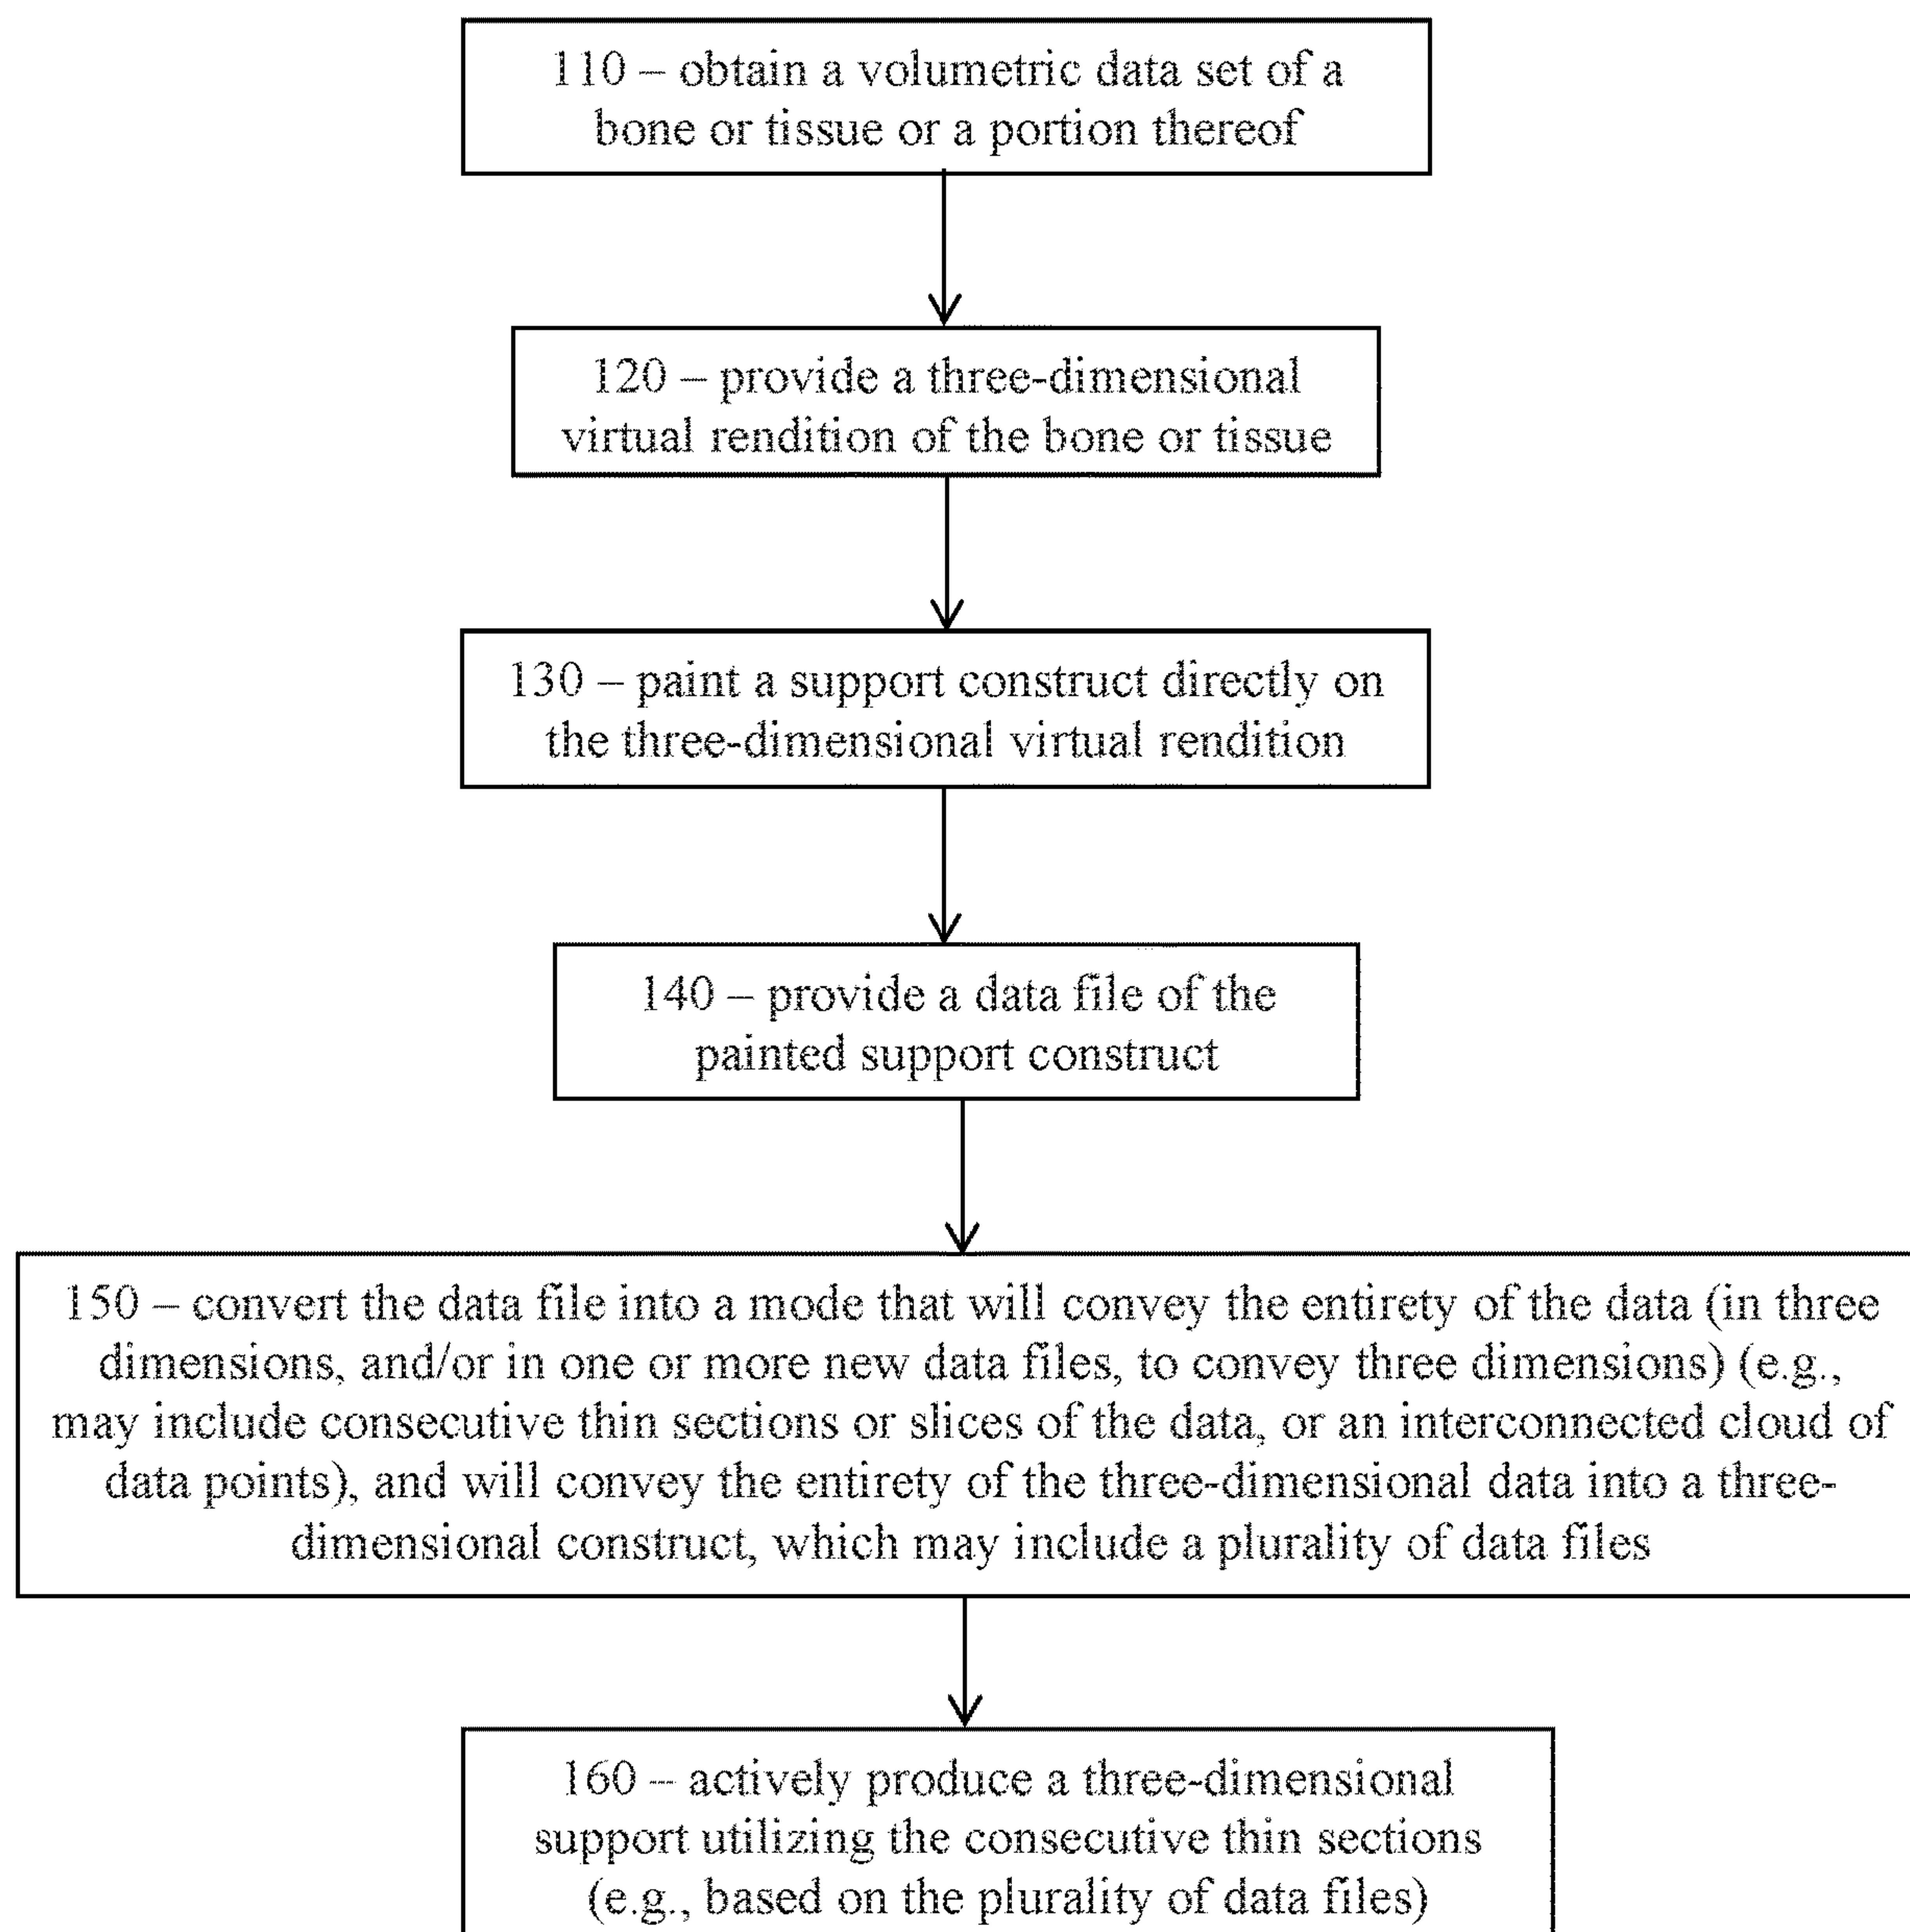 110 – obtain a volumetric data set of a
bone or tissue or a portion thereof
120 – provide a three-dimensional
virtual rendition of the bone or tissue
130 – paint a support construct directly on
the three-dimensional virtual rendition
140 – provide a data file of the
painted support construct
150 – convert the data file into a mode that will convey the entirety of the data (in three
dimensions, and/or in one or more new data files, to convey three dimensions) (e.g.,
may include consecutive thin sections or slices of the data, or an interconnected cloud of
data points), and will convey the entirety of the three-dimensional data into a three-
dimensional construct, which may include a plurality of data files
160 – actively produce a three-dimensional
support utilizing the consecutive thin sections
(e.g., based on the plurality of data files)